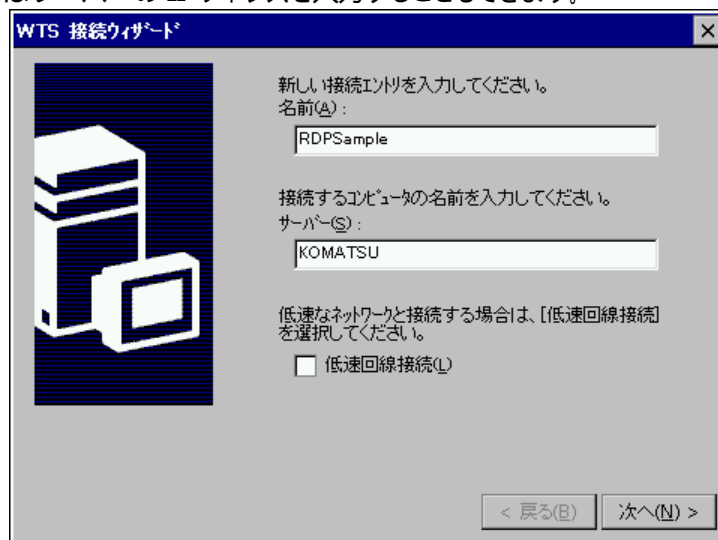 WTS 接続ウィザード
新しい接続エントリを入力してください。
名前(A):
RDPSample
接続するコンピュータの名前を入力してください。
サーバー(S):
KOMATSU
低速なネットワークと接続する場合は、[低速回線接続]
を選択してください。
低速回線接続(L)
< 戻る(B)
次へ(N) >